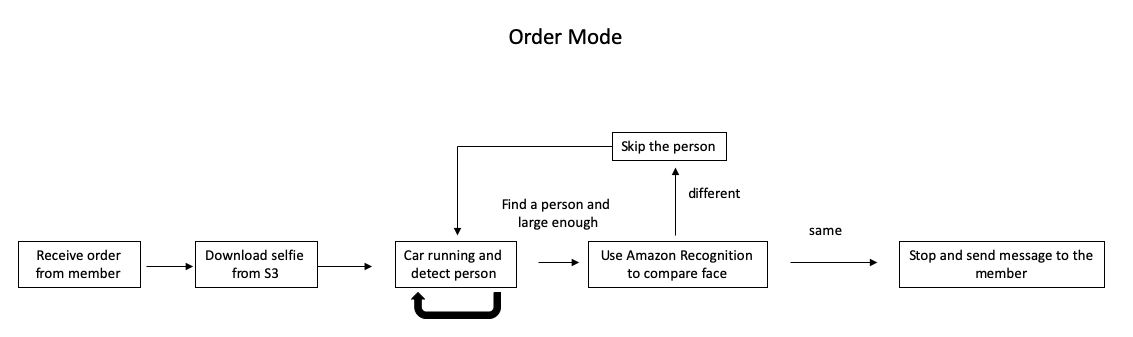 Order Mode
Skip the person
different
Find a person and
large enough
same
Receive order
from member
Download selfie
from S3
Car running and
detect person
Use Amazon Recognition
to compare face
Stop and send message to the
member